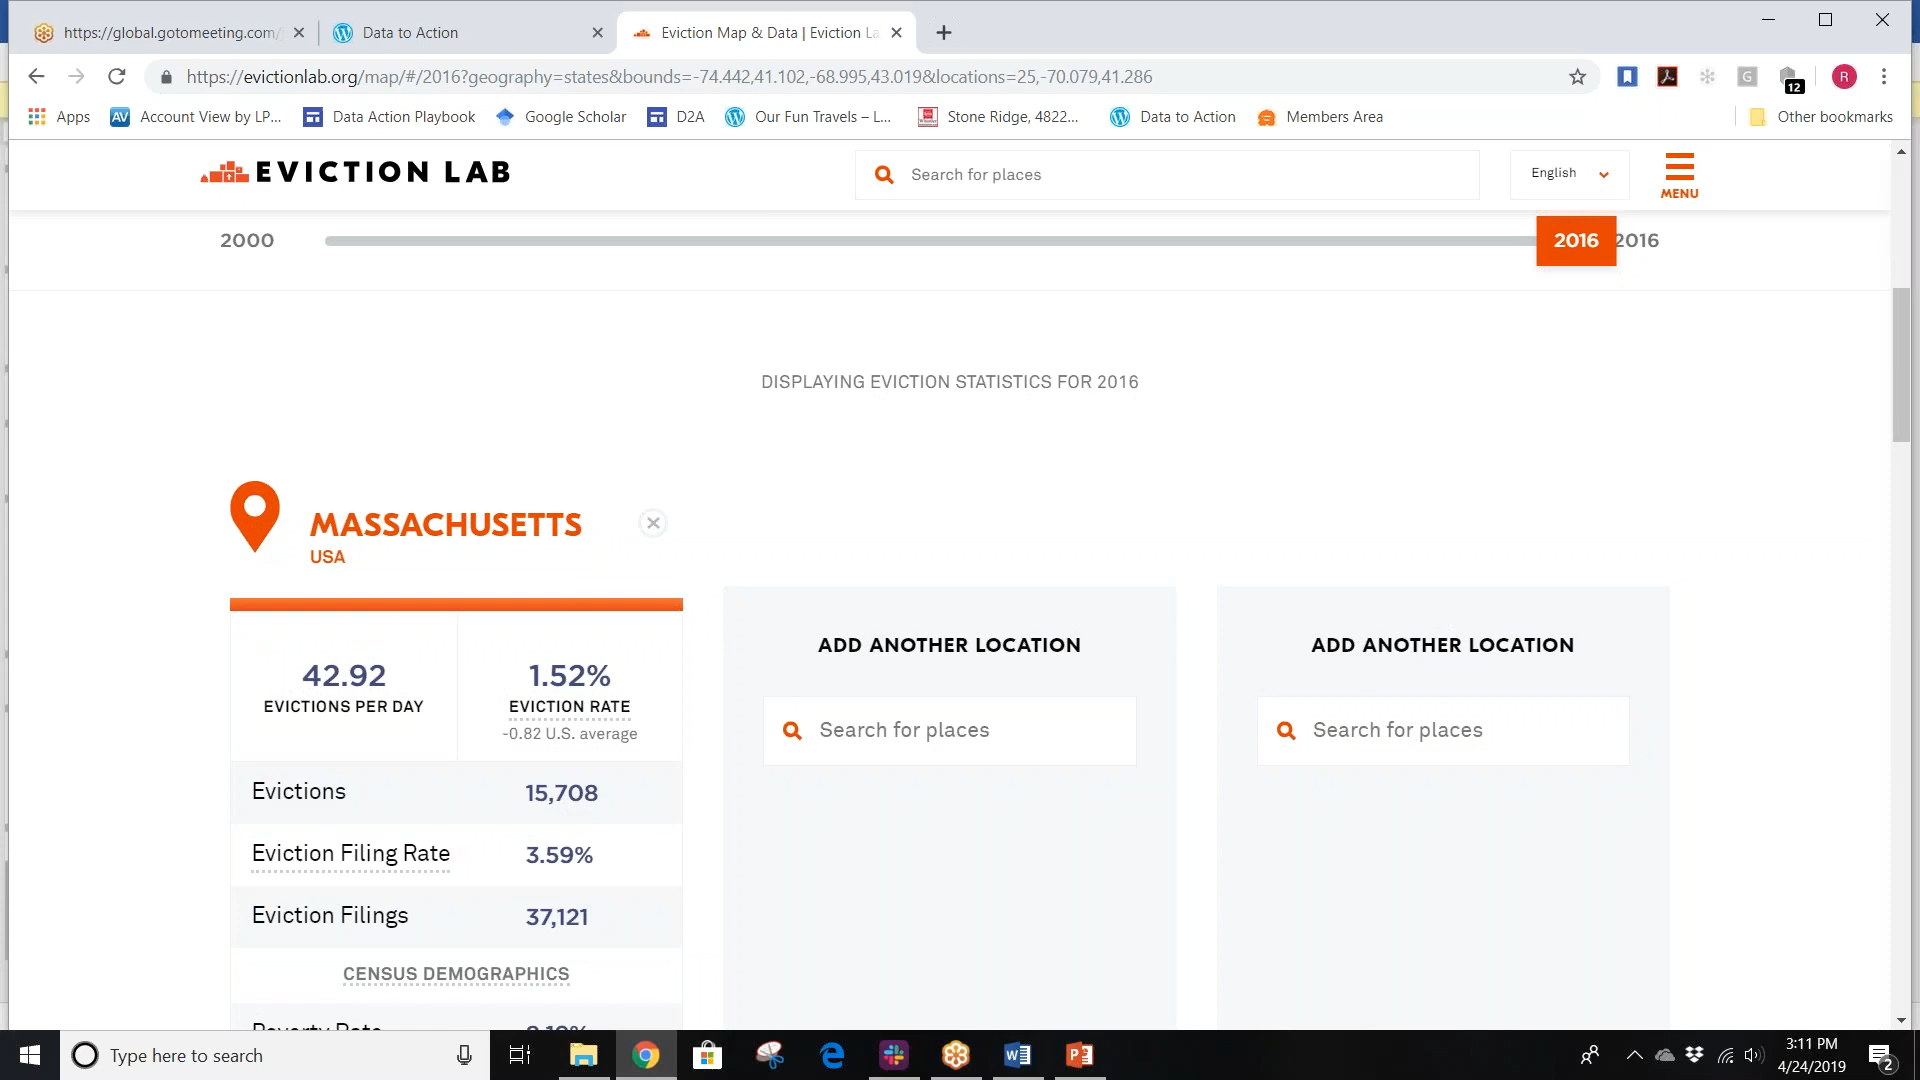 https://global.gotomeeting.com/
Data to Action
Eviction Map & Data | Eviction La
https://evictionlab.org/map/#/2016?geography=states&bounds=-74.442,41.102,-68.995,43.019&locations=25,-70.079,41.286
G
12
R
Apps
AV
Account View by LP...
Data Action Playbook
Google Scholar
D2A
Our Fun Travels – L...
Stone Ridge, 4822...
Data to Action
Members Area
Other bookmarks
EVICTION LAB
Search for places
English
MENU
2000
2016
2016
DISPLAYING EVICTION STATISTICS FOR 2016
MASSACHUSETTS
USA
42.92
EVICTIONS PER DAY
1.52%
EVICTION RATE
-0.82 U.S. average
Evictions
15,708
Eviction Filing Rate
3.59%
Eviction Filings
37,121
CENSUS DEMOGRAPHICS
Poverty Rate
ADD ANOTHER LOCATION
Search for places
ADD ANOTHER LOCATION
Search for places
Type here to search
3:11 PM
4/24/2019
2